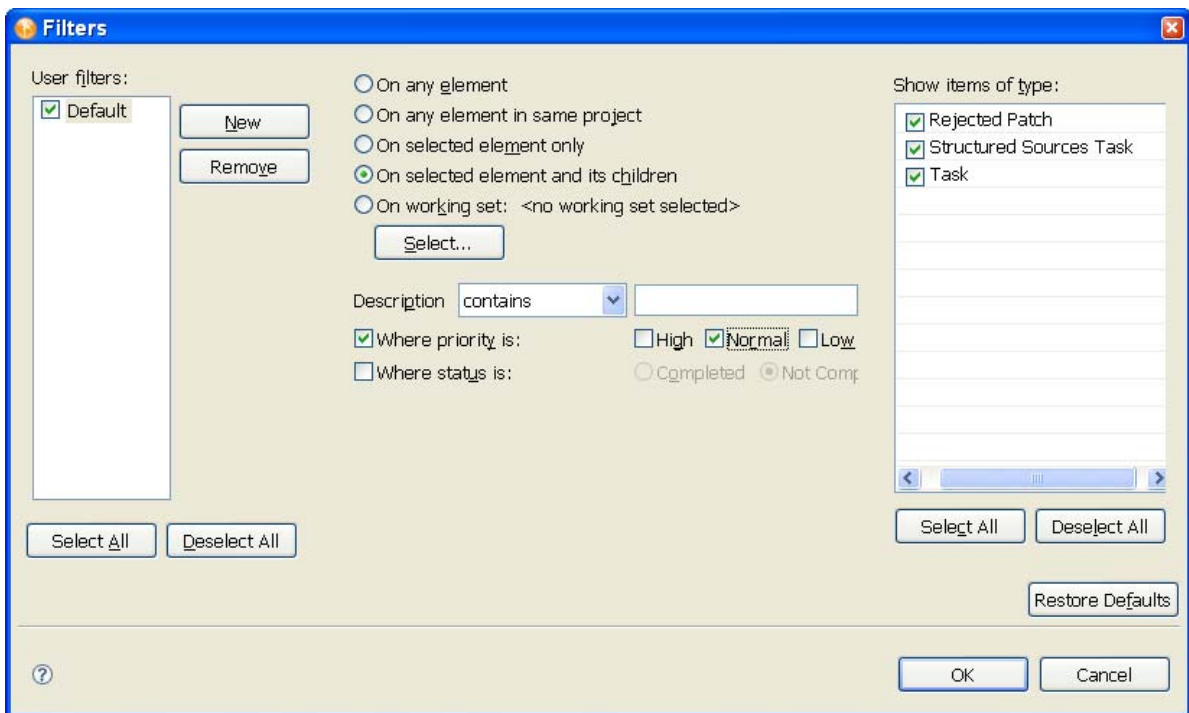 Filters
User filters:
Default
New
Remove
Select All
Deselect All
On any element
On any element in same project
On selected element only
On selected element and its children
On working set: <no working set selected>
Select...
Description contains
Where priority is: High Normal Low
Where status is: Completed Not Comp
Show items of type:
Rejected Patch
Structured Sources Task
Task
Select All
Deselect All
Restore Defaults
?
OK
Cancel